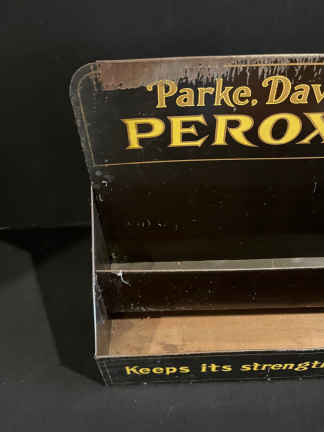 Parke, Dav
PEROX
Keeps its strengt